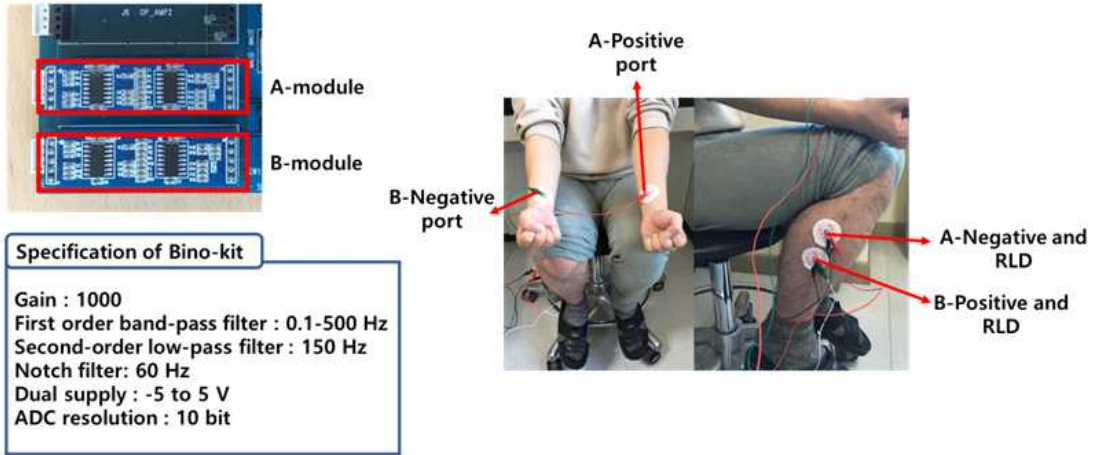 J5 OP_AMP2
A-module
B-module
Specification of Bino-kit
Gain : 1000
First order band-pass filter : 0.1-500 Hz
Second-order low-pass filter : 150 Hz
Notch filter: 60 Hz
Dual supply : -5 to 5 V
ADC resolution : 10 bit
A-Positive
port
B-Negative
port
A-Negative and
RLD
B-Positive and
RLD